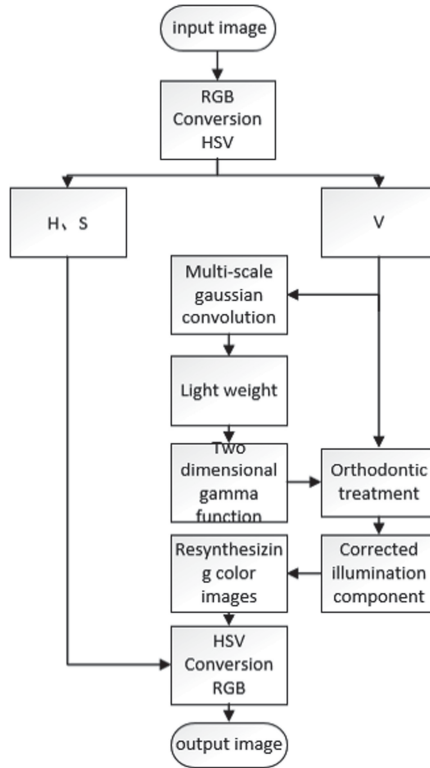 input image
RGB
Conversion
HSV
H、S
V
Multi-scale
gaussian
convolution
Light weight
Two
dimensional
gamma
function
Orthodontic
treatment
Resynthesizin
g color
images
Corrected
illumination
component
HSV
Conversion
RGB
output image